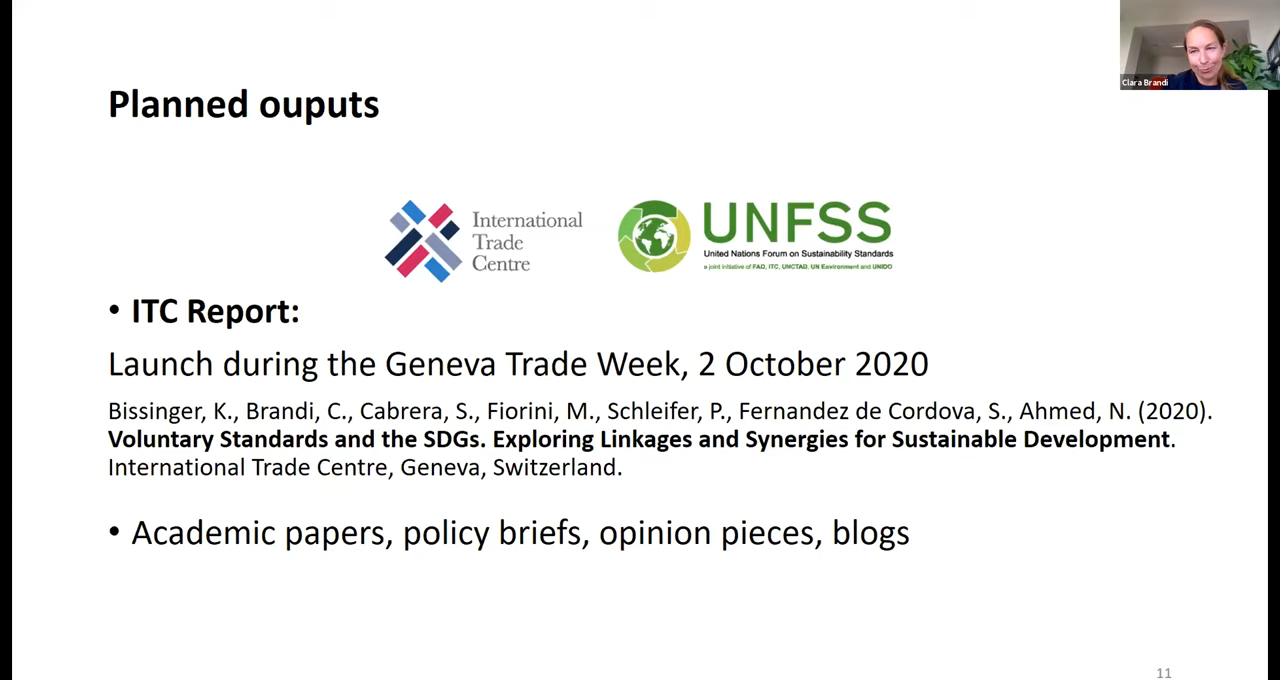 Clara Brandi
Planned ouputs
International
Trade
Centre
UNFSS
United Nations Forum on Sustainability Standards
a joint initiative of FAO, ITC, UNCTAD, UN Environment and UNIDO
• ITC Report:
Launch during the Geneva Trade Week, 2 October 2020
Bissinger, K., Brandi, C., Cabrera, S., Fiorini, M., Schleifer, P., Fernandez de Cordova, S., Ahmed, N. (2020).
Voluntary Standards and the SDGs. Exploring Linkages and Synergies for Sustainable Development.
International Trade Centre, Geneva, Switzerland.
• Academic papers, policy briefs, opinion pieces, blogs
11